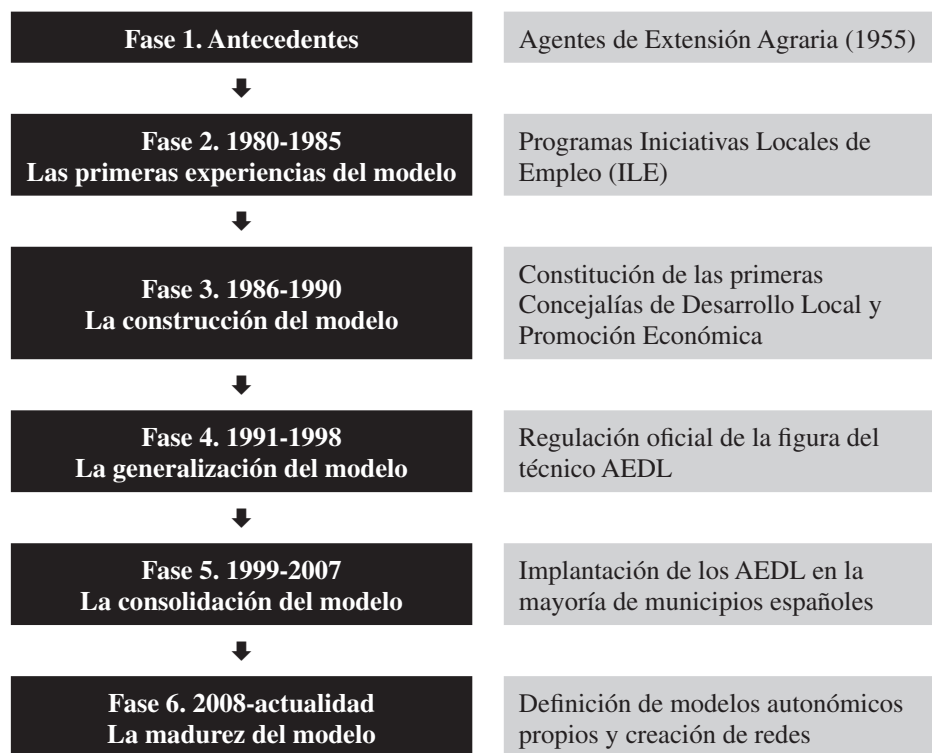 Fase 1. Antecedentes
Agentes de Extensión Agraria (1955)
Fase 2. 1980-1985
Las primeras experiencias del modelo
Programas Iniciativas Locales de
Empleo (ILE)
Fase 3. 1986-1990
La construcción del modelo
Constitución de las primeras
Concejalías de Desarrollo Local y
Promoción Económica
Fase 4. 1991-1998
La generalización del modelo
Regulación oficial de la figura del
técnico AEDL
Fase 5. 1999-2007
La consolidación del modelo
Implantación de los AEDL en la
mayoría de municipios españoles
Fase 6. 2008-actualidad
La madurez del modelo
Definición de modelos autonómicos
propios y creación de redes